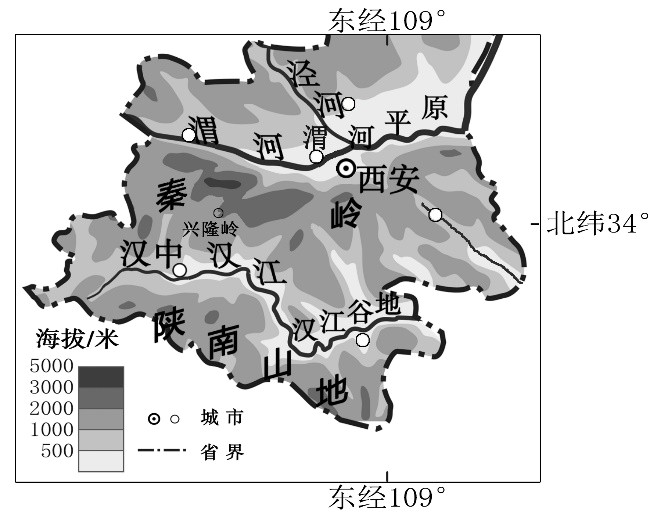 东经109°
泾河
渭河
渭河平原
西安
秦岭
兴隆岭
北纬34°
汉中
汉江
汉江谷地
陕南山地
海拔/米
5000
3000
2000
1000
500
城市
省界
东经109°